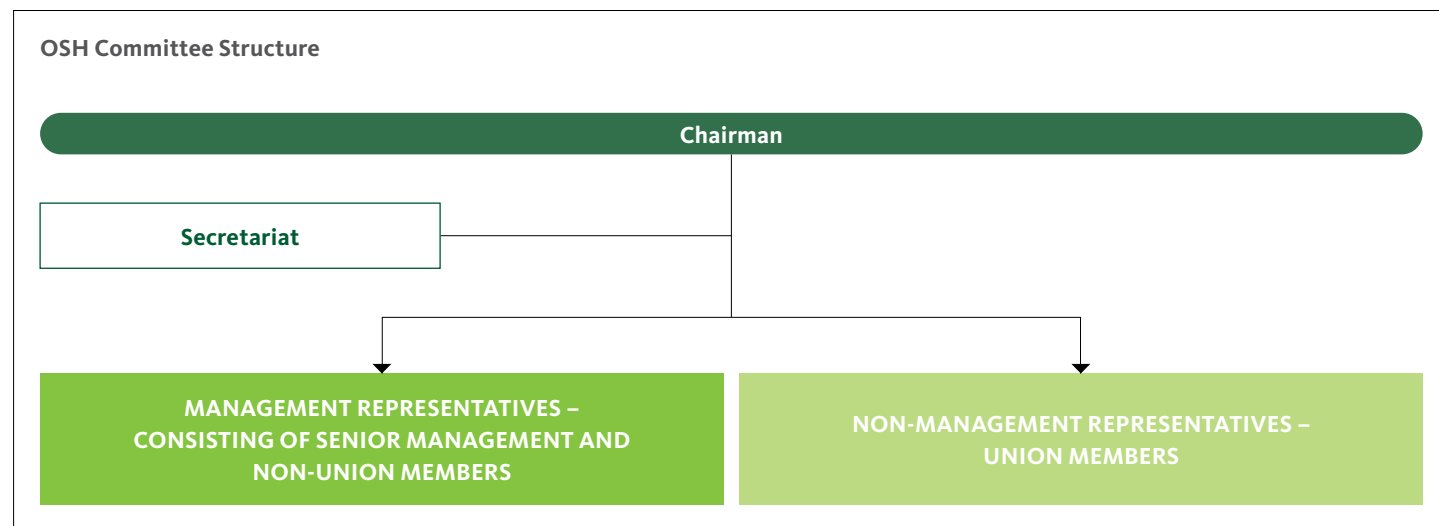 OSH Committee Structure
Chairman
Secretariat
MANAGEMENT REPRESENTATIVES –
CONSISTING OF SENIOR MANAGEMENT AND
NON-UNION MEMBERS
NON-MANAGEMENT REPRESENTATIVES –
UNION MEMBERS